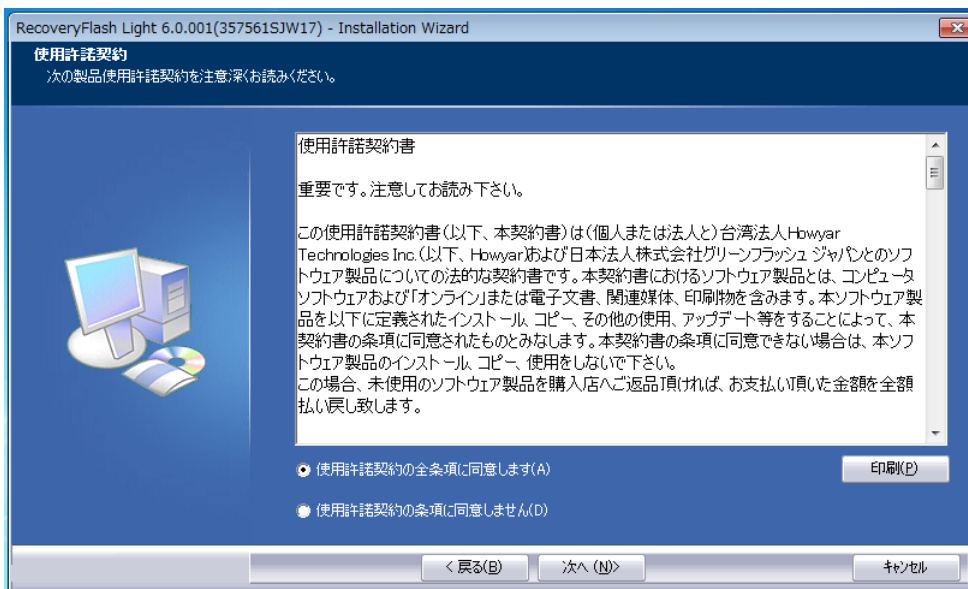 RecoveryFlash Light 6.0.001(357561SJW17) - Installation Wizard
使用許諾契約
次の製品使用許諾契約を注意深くお読みください。
使用許諾契約書
重要です。注意してお読み下さい。
この使用許諾契約書(以下、本契約書)は(個人または法人と)台湾法人Howyar
Technologies Inc.(以下、Howyar)および日本法人株式会社グリーンフラッシュ ジャパンとのソフ
トウェア製品についての法的な契約書です。本契約書におけるソフトウェア製品とは、コンピュータ
ソフトウェアおよび「オンライン」または電子文書、関連媒体、印刷物を含みます。本ソフトウェア製
品を以下に定義されたインストール、コピー、その他の使用、アップデート等をすることによって、本
契約書の条項に同意されたものとみなします。本契約書の条項に同意できない場合は、本ソフ
トウェア製品のインストール、コピー、使用をしないで下さい。
この場合、未使用のソフトウェア製品を購入店へご返品頂ければ、お支払い頂いた金額を全額
払い戻し致します。
使用許諾契約の全条項に同意します(A)
印刷(P)
使用許諾契約の条項に同意しません(D)
< 戻る(B)
次へ (N)>
キャンセル